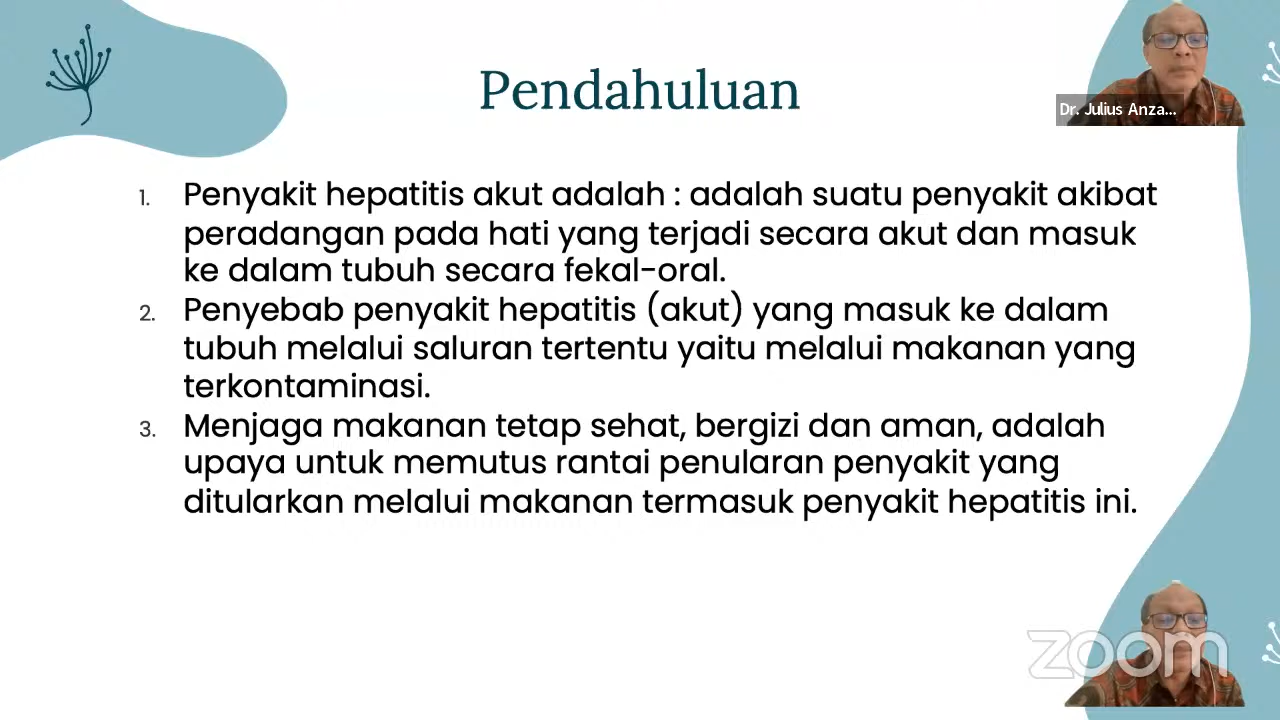 Pendahuluan
Dr. Julius Anza...
1. Penyakit hepatitis akut adalah : adalah suatu penyakit akibat
peradangan pada hati yang terjadi secara akut dan masuk
ke dalam tubuh secara fekal-oral.
2. Penyebab penyakit hepatitis (akut) yang masuk ke dalam
tubuh melalui saluran tertentu yaitu melalui makanan yang
terkontaminasi.
3. Menjaga makanan tetap sehat, bergizi dan aman, adalah
upaya untuk memutus rantai penularan penyakit yang
ditularkan melalui makanan termasuk penyakit hepatitis ini.
zoom